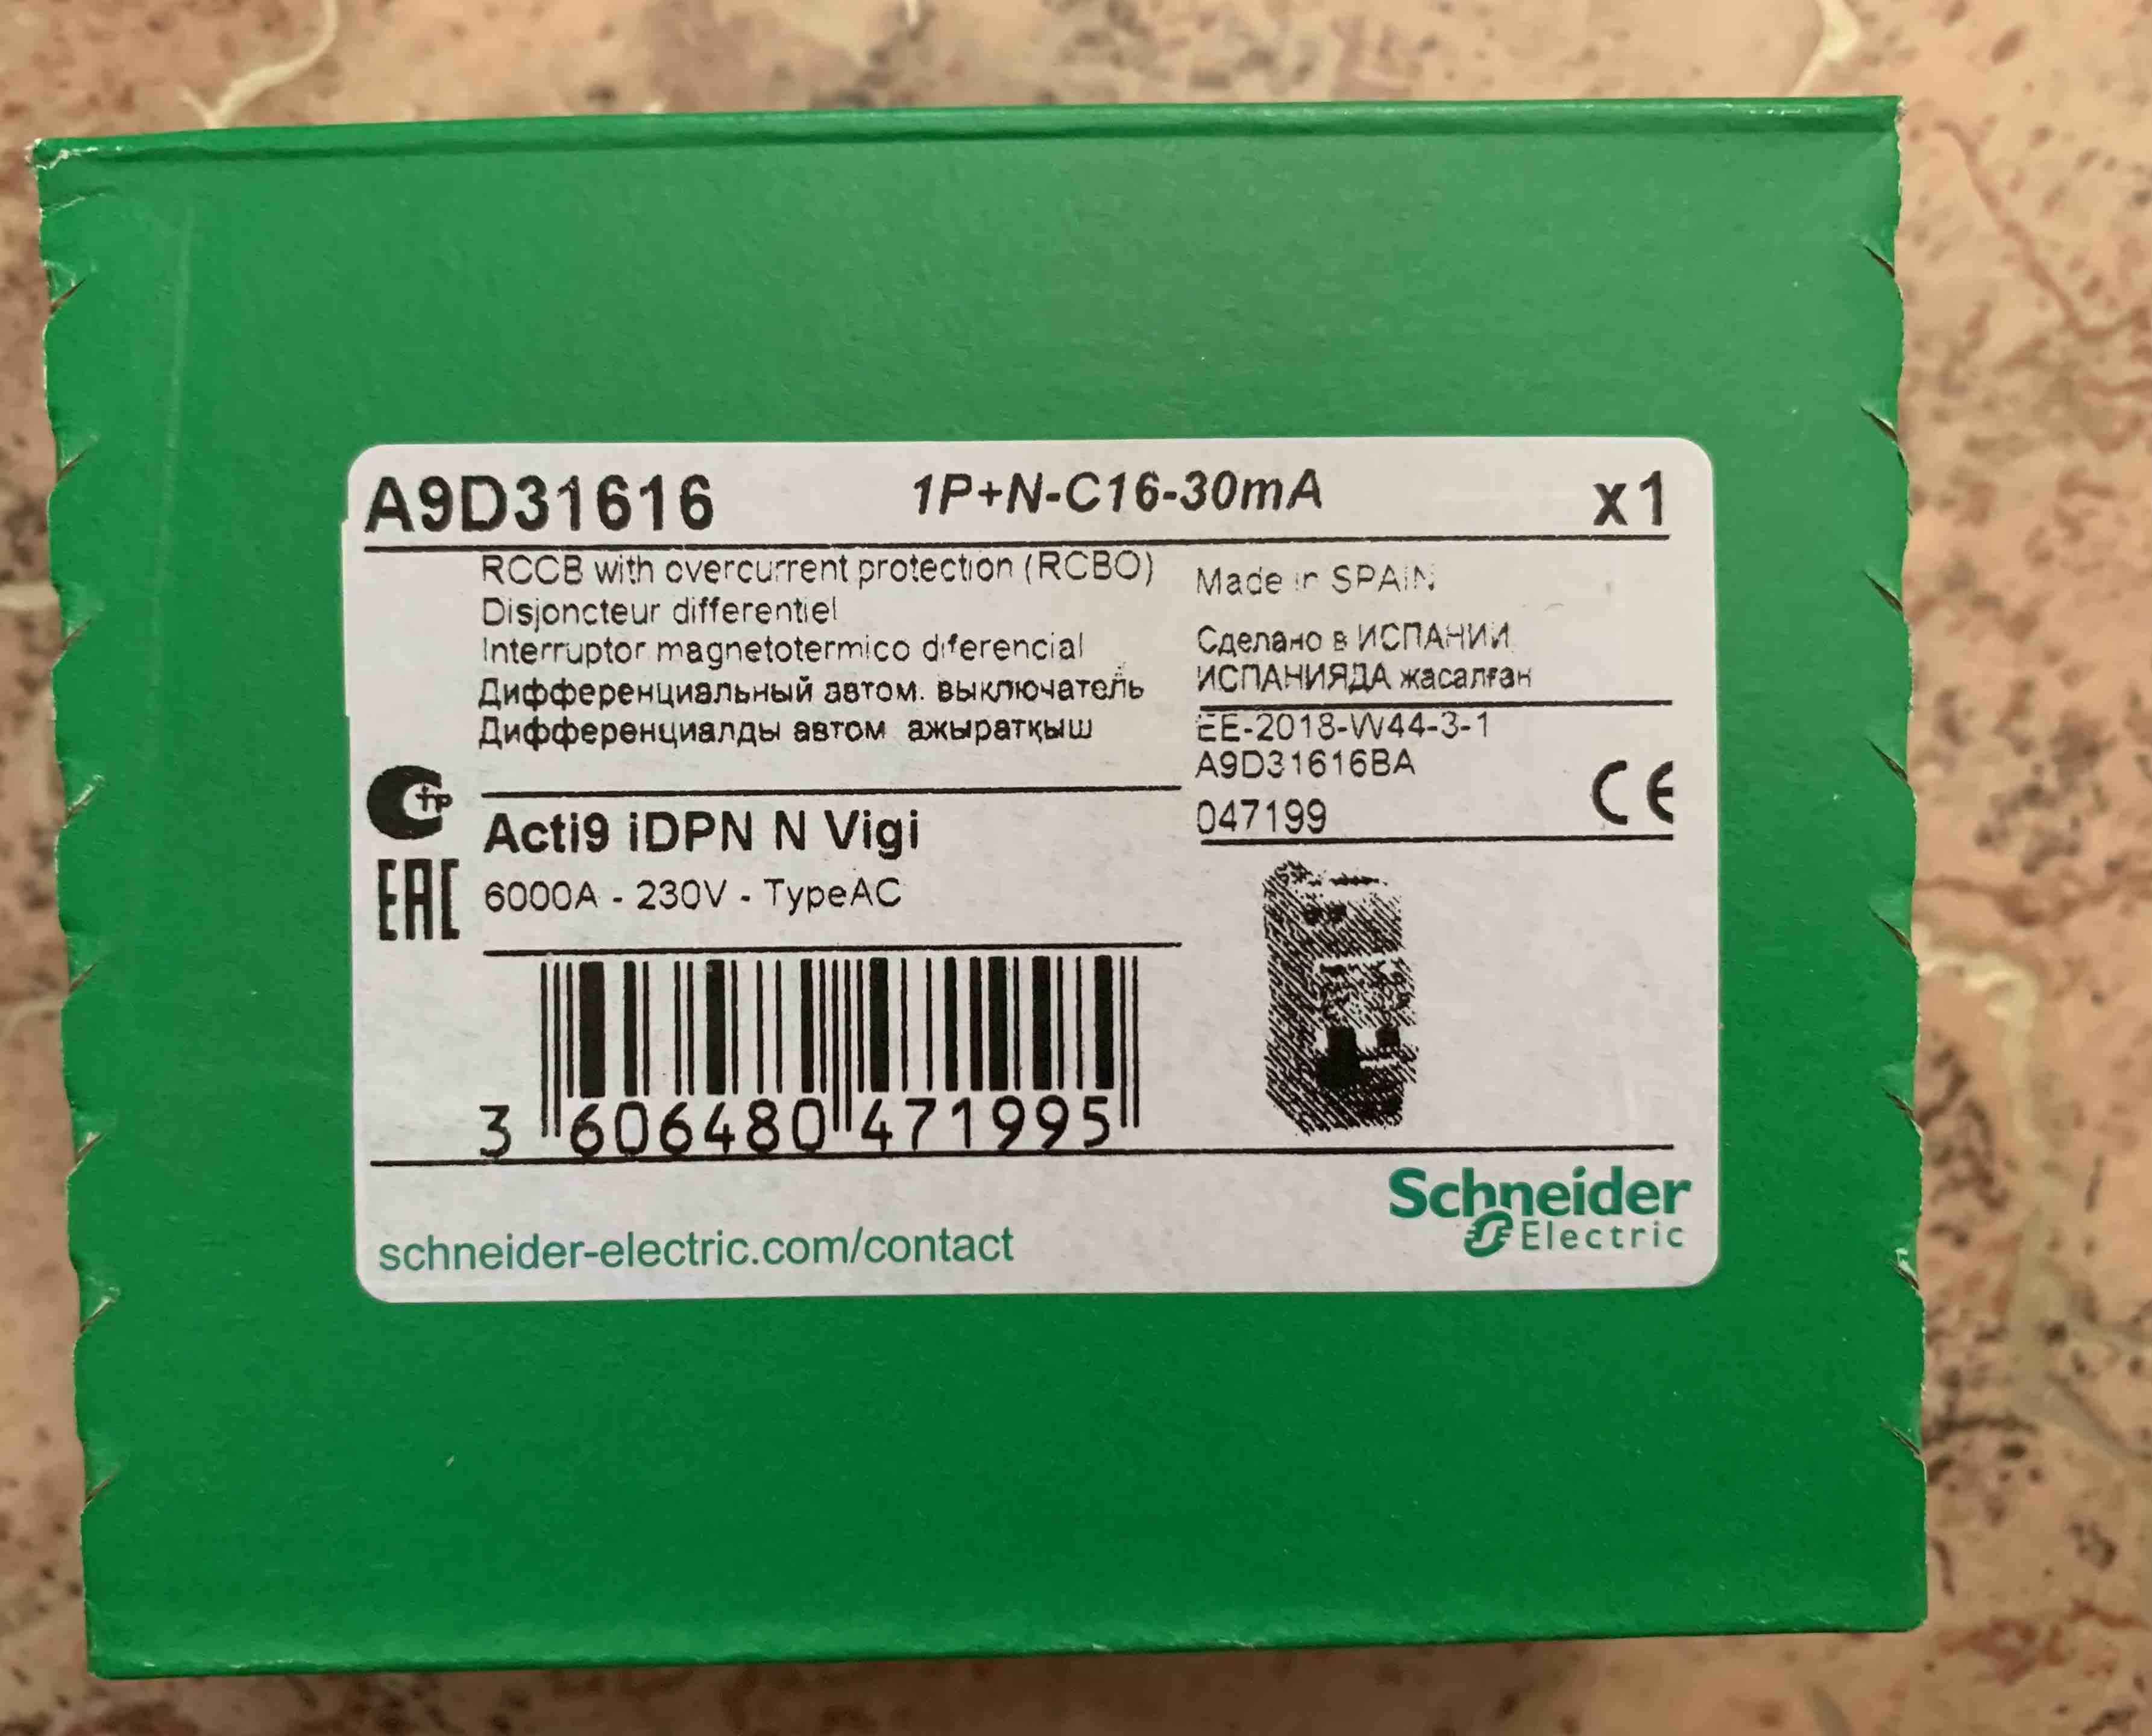 A9D31616 1P+N-C16-30mA x1
RCCB with overcurrent protection (RCBO)
Disjoncteur differentiel
Interruptor magnetotermico diferencial
Дифференциальный автом. выключатель
Дифференциалды автом ажыратқыш
Made in SPAIN
Сделано в ИСПАНИИ
ИСПАНИЯДА жасалған
EE-2018-W44-3-1
A9D31616BA
047199
CE
Acti9 iDPN N Vigi
6000A - 230V - TypeAC
EAC
3 606480 471995
schneider-electric.com/contact
Schneider
Electric